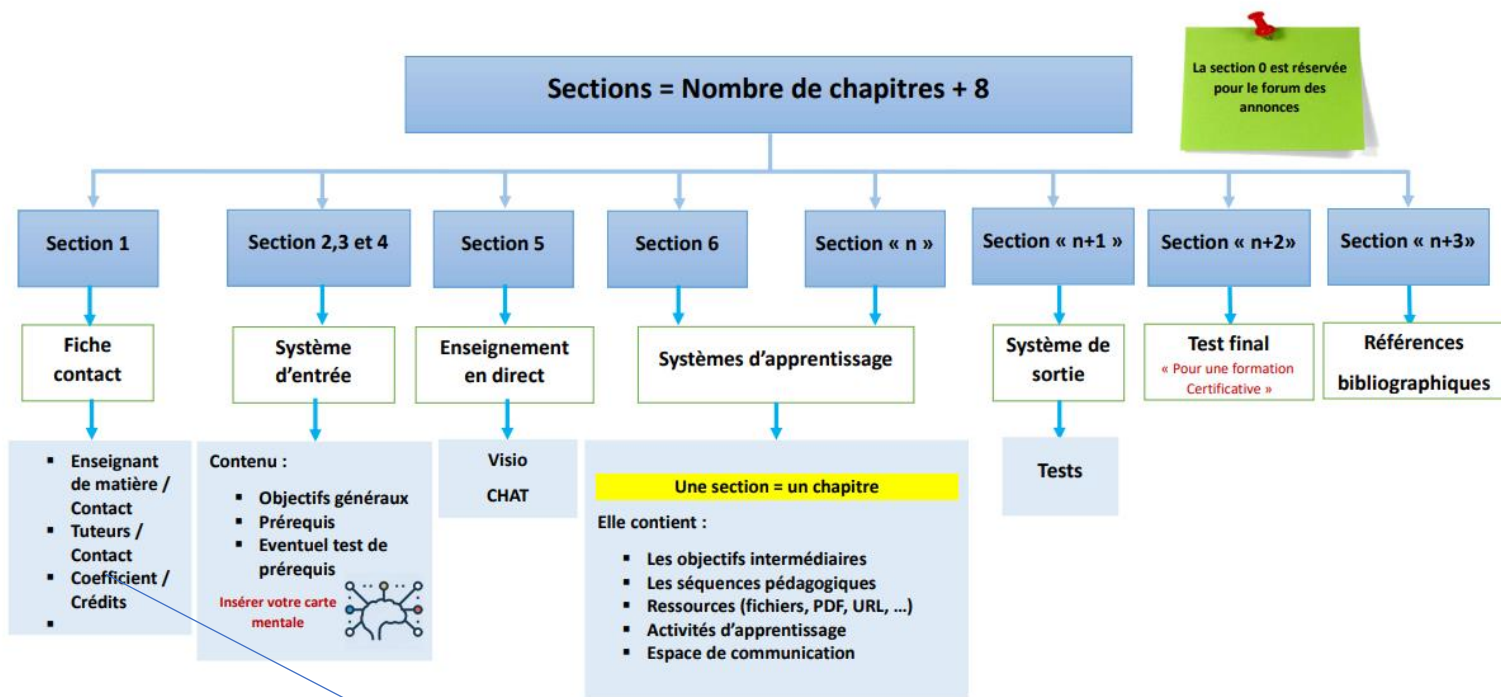 Sections = Nombre de chapitres + 8
La section 0 est réservée
pour le forum des
annonces
Section 1
Section 2,3 et 4
Section 5
Section 6
Section « n »
Section « n+1 »
Section « n+2»
Section « n+3»
Fiche
contact
Système
d’entrée
Enseignement
en direct
Systèmes d’apprentissage
Système de
sortie
Test final
« Pour une formation
Certificative »
Références
bibliographiques
▪ Enseignant
de matière /
Contact
▪ Tuteurs /
Contact
▪ Coefficient /
Crédits
▪
Contenu :
▪ Objectifs généraux
▪ Prérequis
▪ Eventuel test de
prérequis
Insérer votre carte
mentale
Visio
CHAT
Une section = un chapitre
Elle contient :
▪ Les objectifs intermédiaires
▪ Les séquences pédagogiques
▪ Ressources (fichiers, PDF, URL, …)
▪ Activités d’apprentissage
▪ Espace de communication
Tests